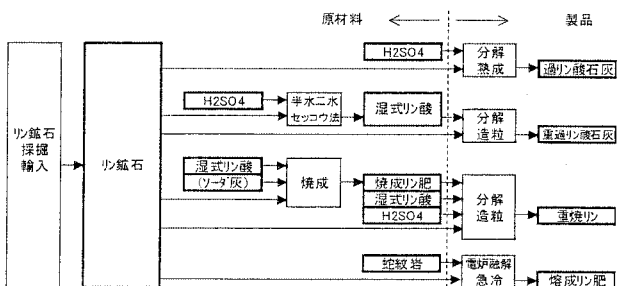 原材料
製品
H2SO4
分解
熟成
過リン酸石灰
H2SO4
半水二水
セッコウ法
湿式リン酸
分解
造粒
重過リン酸石灰
リン鉱石
採掘
輸入
リン鉱石
湿式リン酸
(ソーダ灰)
焼成
焼成リン肥
湿式リン酸
H2SO4
分解
造粒
重焼リン
蛇紋岩
電炉融解
急冷
熔成リン肥